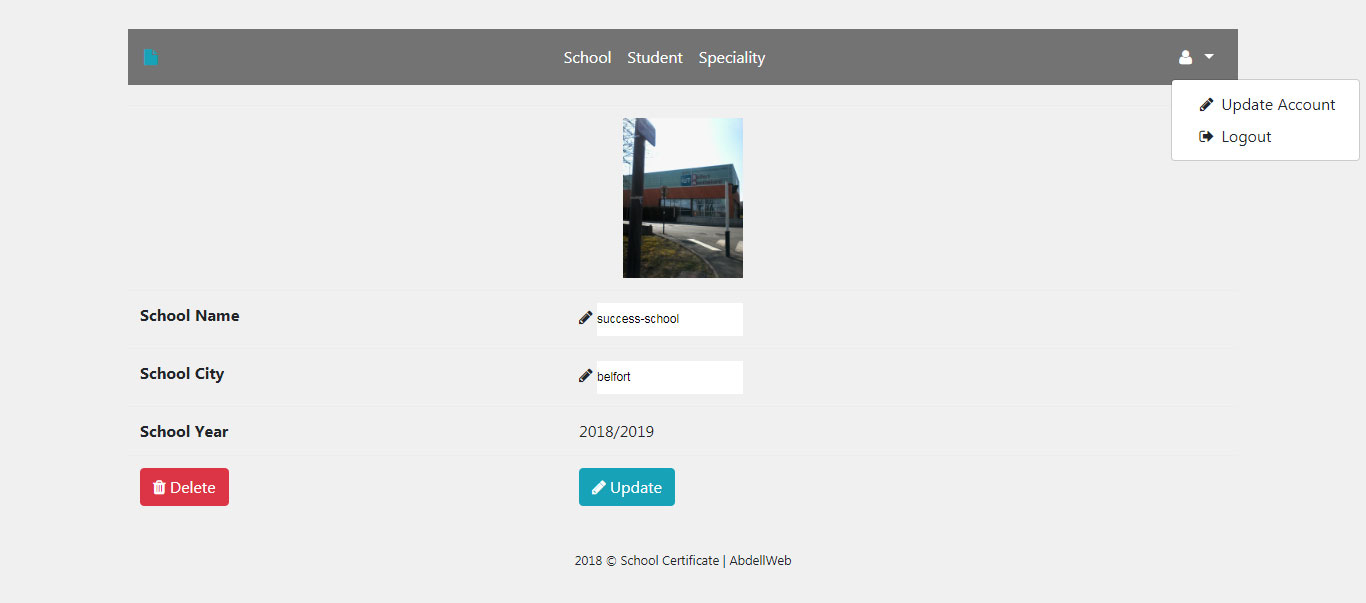 School Student Speciality
Update Account
Logout
School Name success-school
School City belfort
School Year 2018/2019
Delete Update
2018 © School Certificate | AbdellWeb